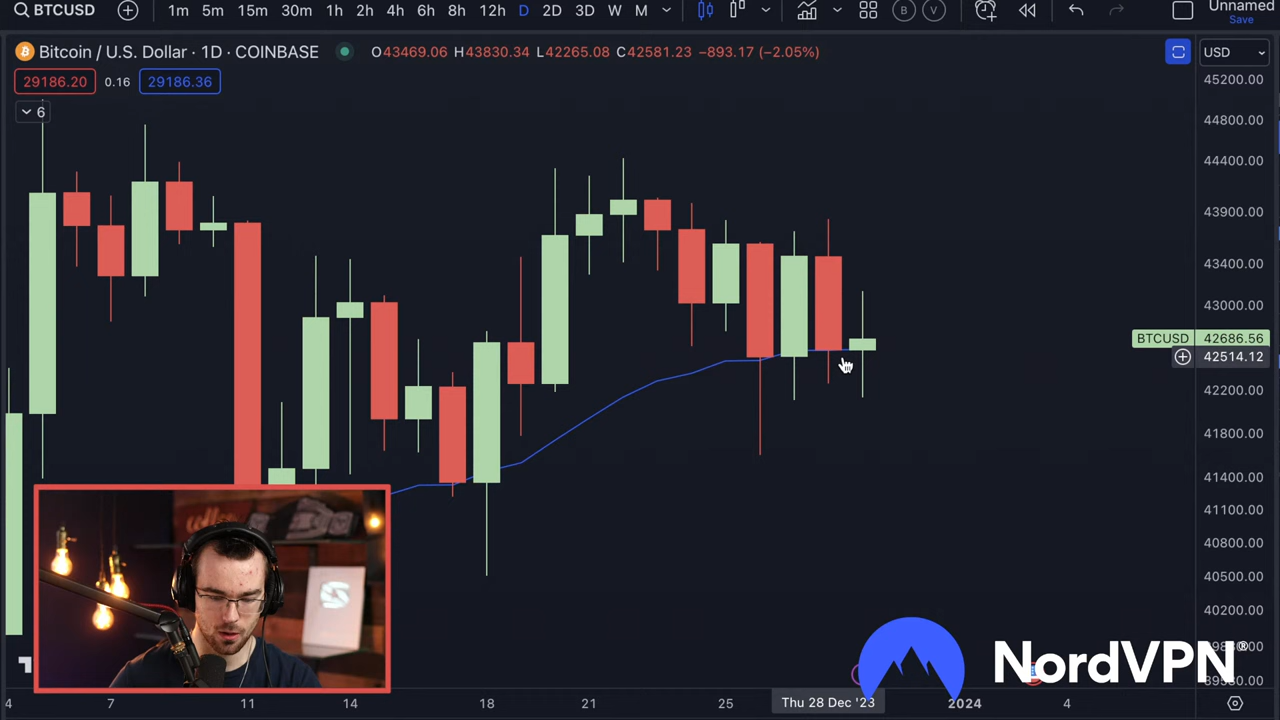 BTCUSD 1m 5m 15m 30m 1h 2h 4h 6h 8h 12h D 2D 3D W M B V Unnamed
Save
Bitcoin / U.S. Dollar · 1D · COINBASE O43469.06 H43830.34 L42265.08 C42581.23 −893.17 (−2.05%) USD
29186.20 0.16 29186.36
6
45200.00
44800.00
44400.00
43900.00
43400.00
43000.00
BTCUSD 42686.56
42514.12
42200.00
41800.00
41400.00
41100.00
40800.00
40500.00
40200.00
NordVPN®
4 7 11 14 18 21 25 Thu 28 Dec '23 2024 4